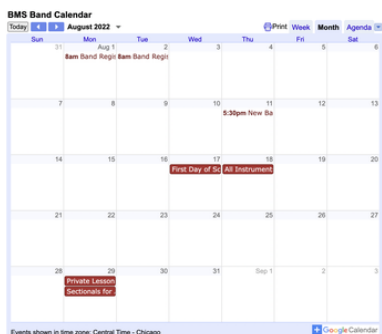 BMS Band Calendar
Today August 2022 Print Week Month Agenda
Sun Mon Tue Wed Thu Fri Sat
31 Aug 1 2 3 4 5 6
8am Band Regis 8am Band Regis
7 8 9 10 11 12 13
5:30pm New Ba
14 15 16 17 18 19 20
First Day of Sc All Instrument
21 22 23 24 25 26 27
28 29 30 31 Sep 1 2 3
Private Lesson
Sectionals for
Events shown in time zone: Central Time - Chicago
+ Google Calendar